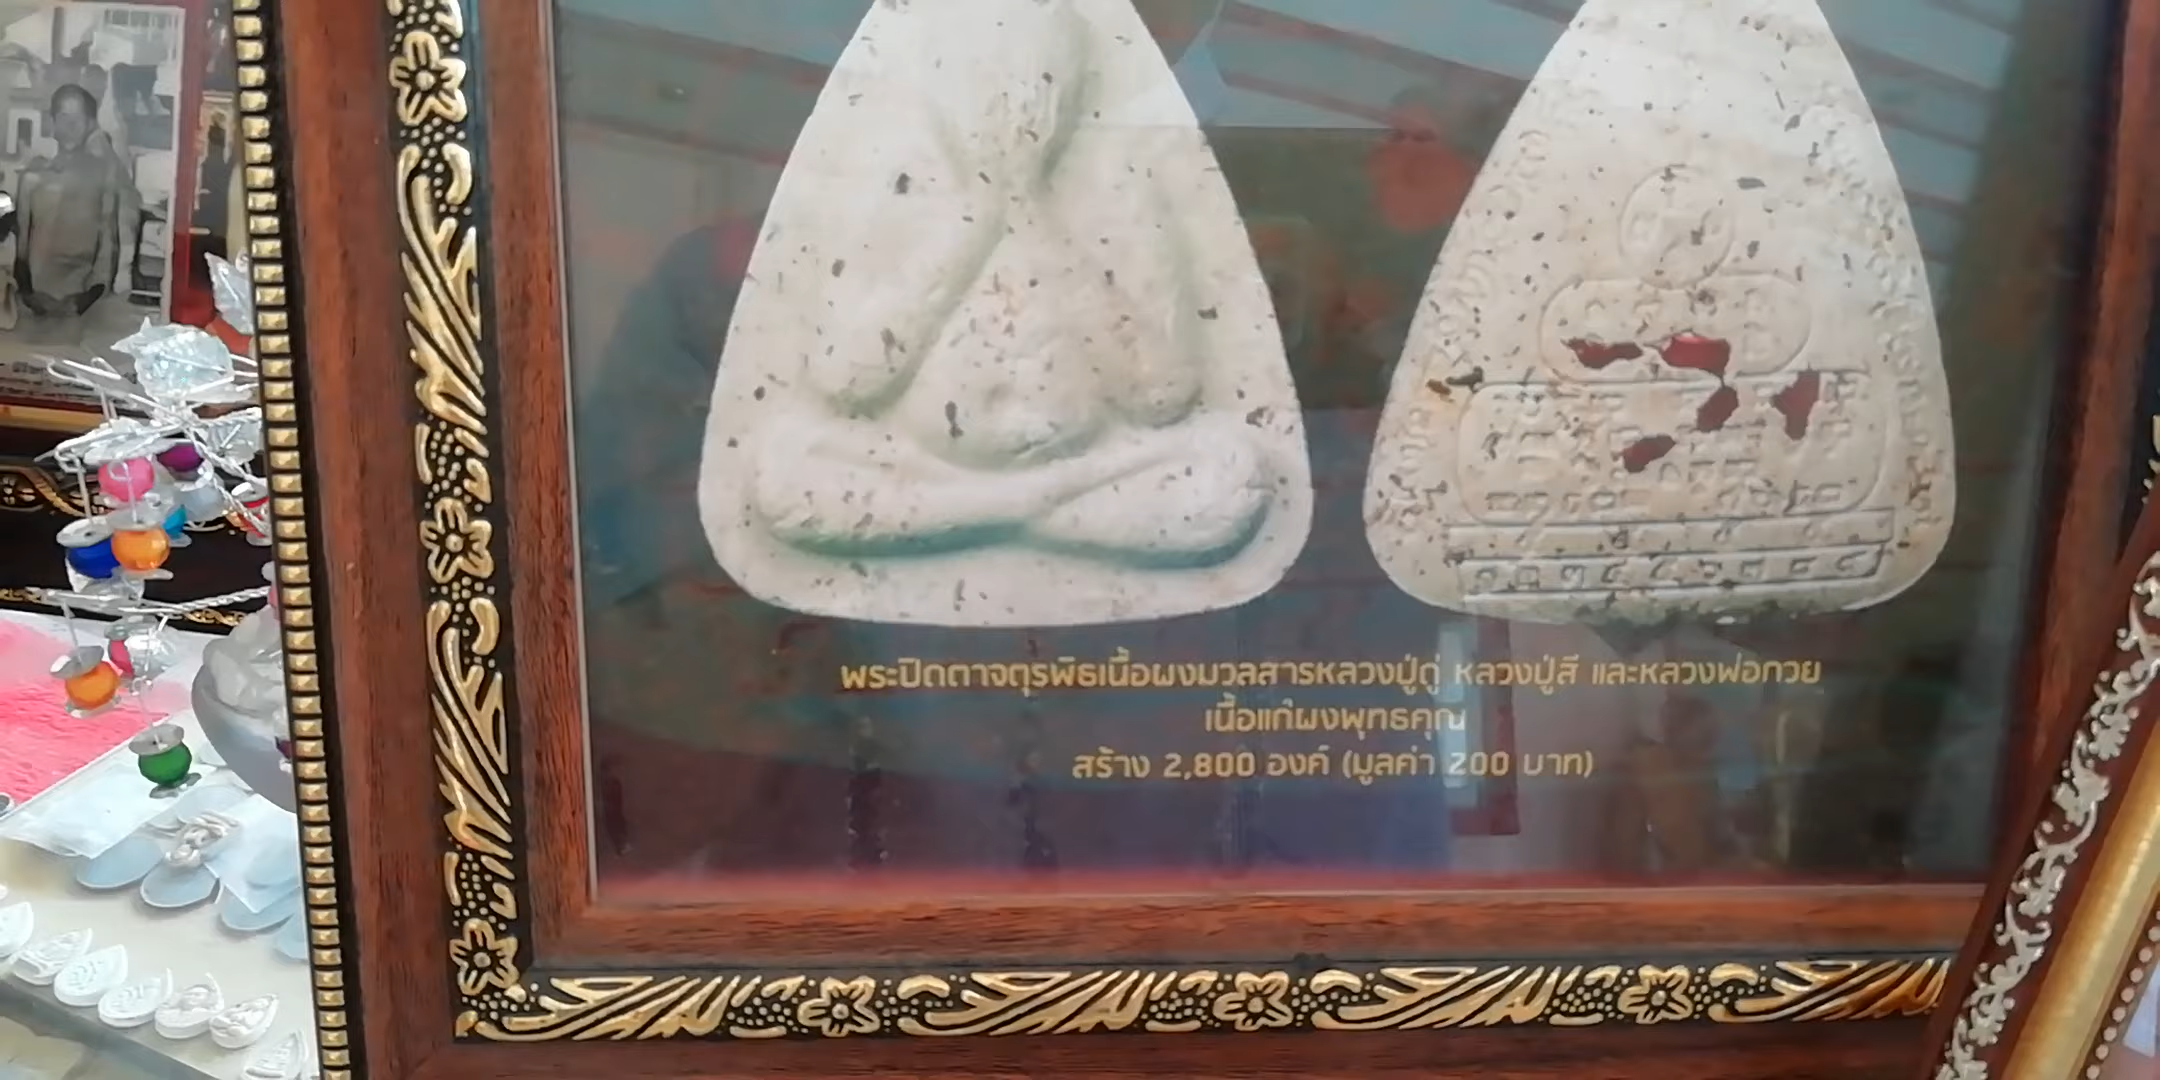 พระปิดตาจตุรพิธเนื้อผงมวลสารหลวงปู่ดู่ หลวงปู่สี และหลวงพ่อกวย
เนื้อแก่ผงพุทธคุณ
สร้าง 2,800 องค์ (มูลค่า 200 บาท)